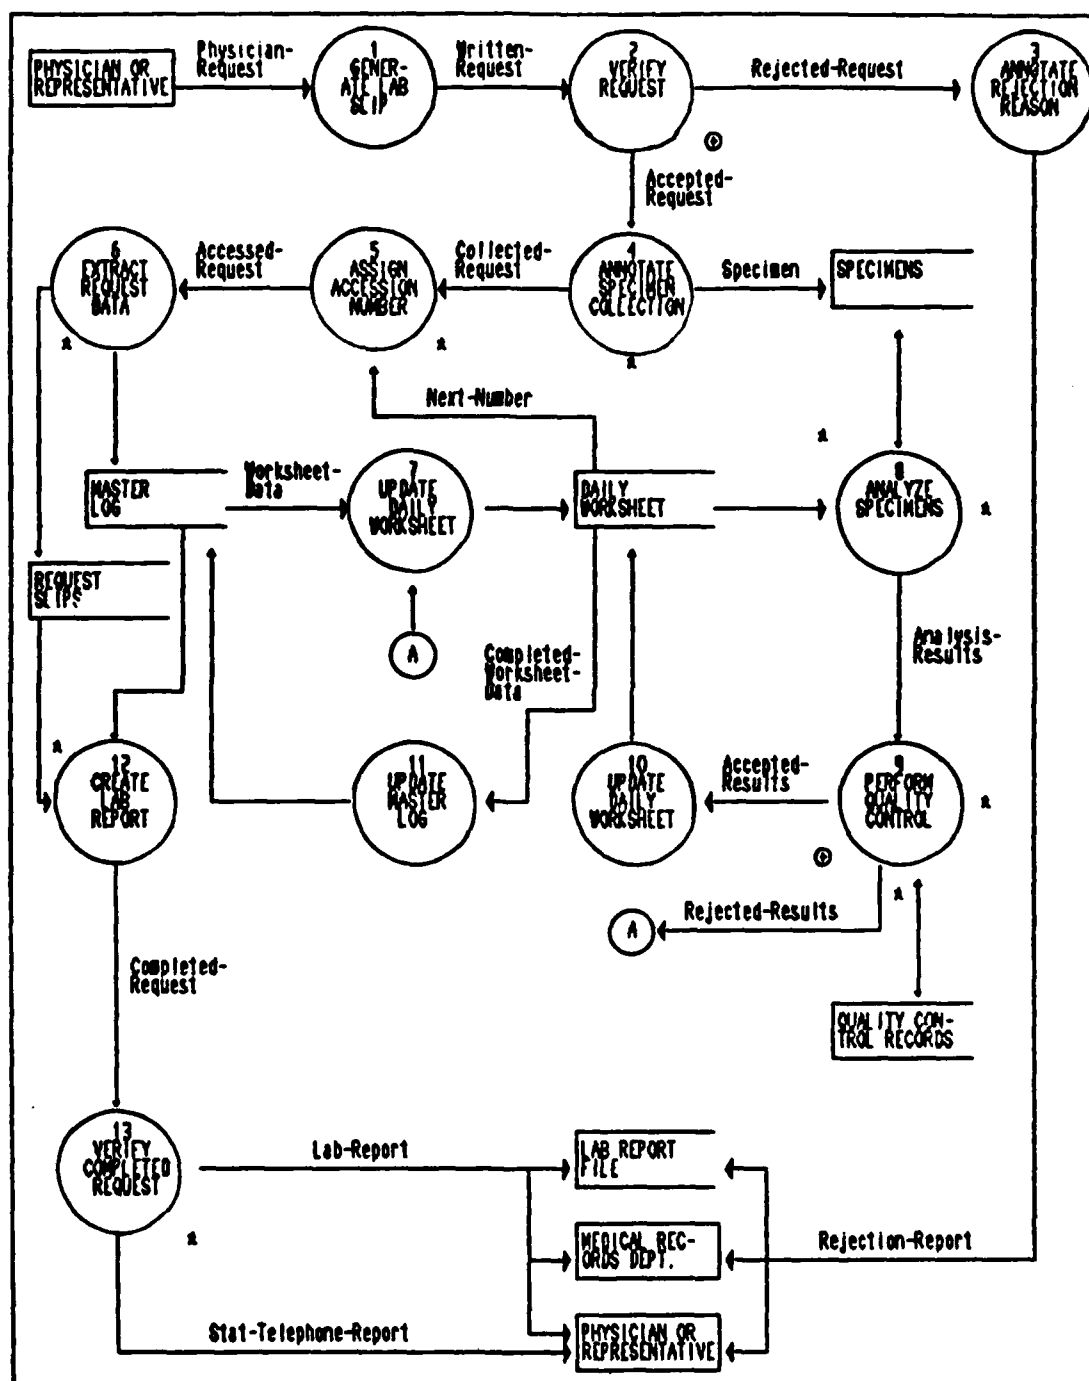 PHYSICIAN OR
REPRESENTATIVE
Physician-
Request
1
GENER-
ATE LAB
SLIP
Written-
Request
2
VERIFY
REQUEST
Rejected-Request
3
ANNOTATE
REJECTION
REASON
Accepted-
Request
6
EXTRACT
REQUEST
DATA
Accessed-
Request
5
ASSIGN
ACCESSION
NUMBER
Collected-
Request
4
ANNOTATE
SPECIMEN
COLLECTION
Specimen
SPECIMENS
*
*
*
Next-Number
*
MASTER
LOG
Worksheet-
Data
7
UPDATE
DAILY
WORKSHEET
DAILY
WORKSHEET
8
ANALYZE
SPECIMENS
*
REQUEST
SLIPS
A
Completed-
Worksheet-
Data
Analysis-
Results
*
12
CREATE
LAB
REPORT
11
UPDATE
MASTER
LOG
10
UPDATE
DAILY
WORKSHEET
Accepted-
Results
9
PERFORM
QUALITY
CONTROL
*
*
A
Rejected-Results
Completed-
Request
QUALITY CON-
TROL RECORDS
13
VERIFY
COMPLETED
REQUEST
*
Lab-Report
LAB REPORT
FILE
MEDICAL REC-
ORDS DEPT.
Rejection-Report
Stat-Telephone-Report
PHYSICIAN OR
REPRESENTATIVE